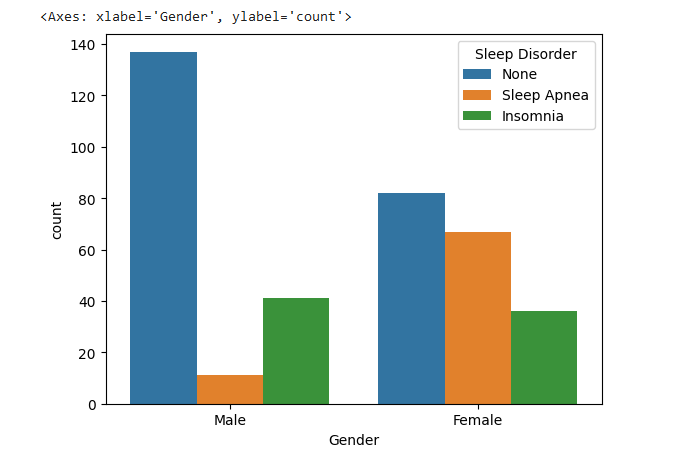 <Axes: xlabel='Gender', ylabel='count'>
140
120
100
80
60
40
20
0
count
Sleep Disorder
None
Sleep Apnea
Insomnia
Male
Female
Gender